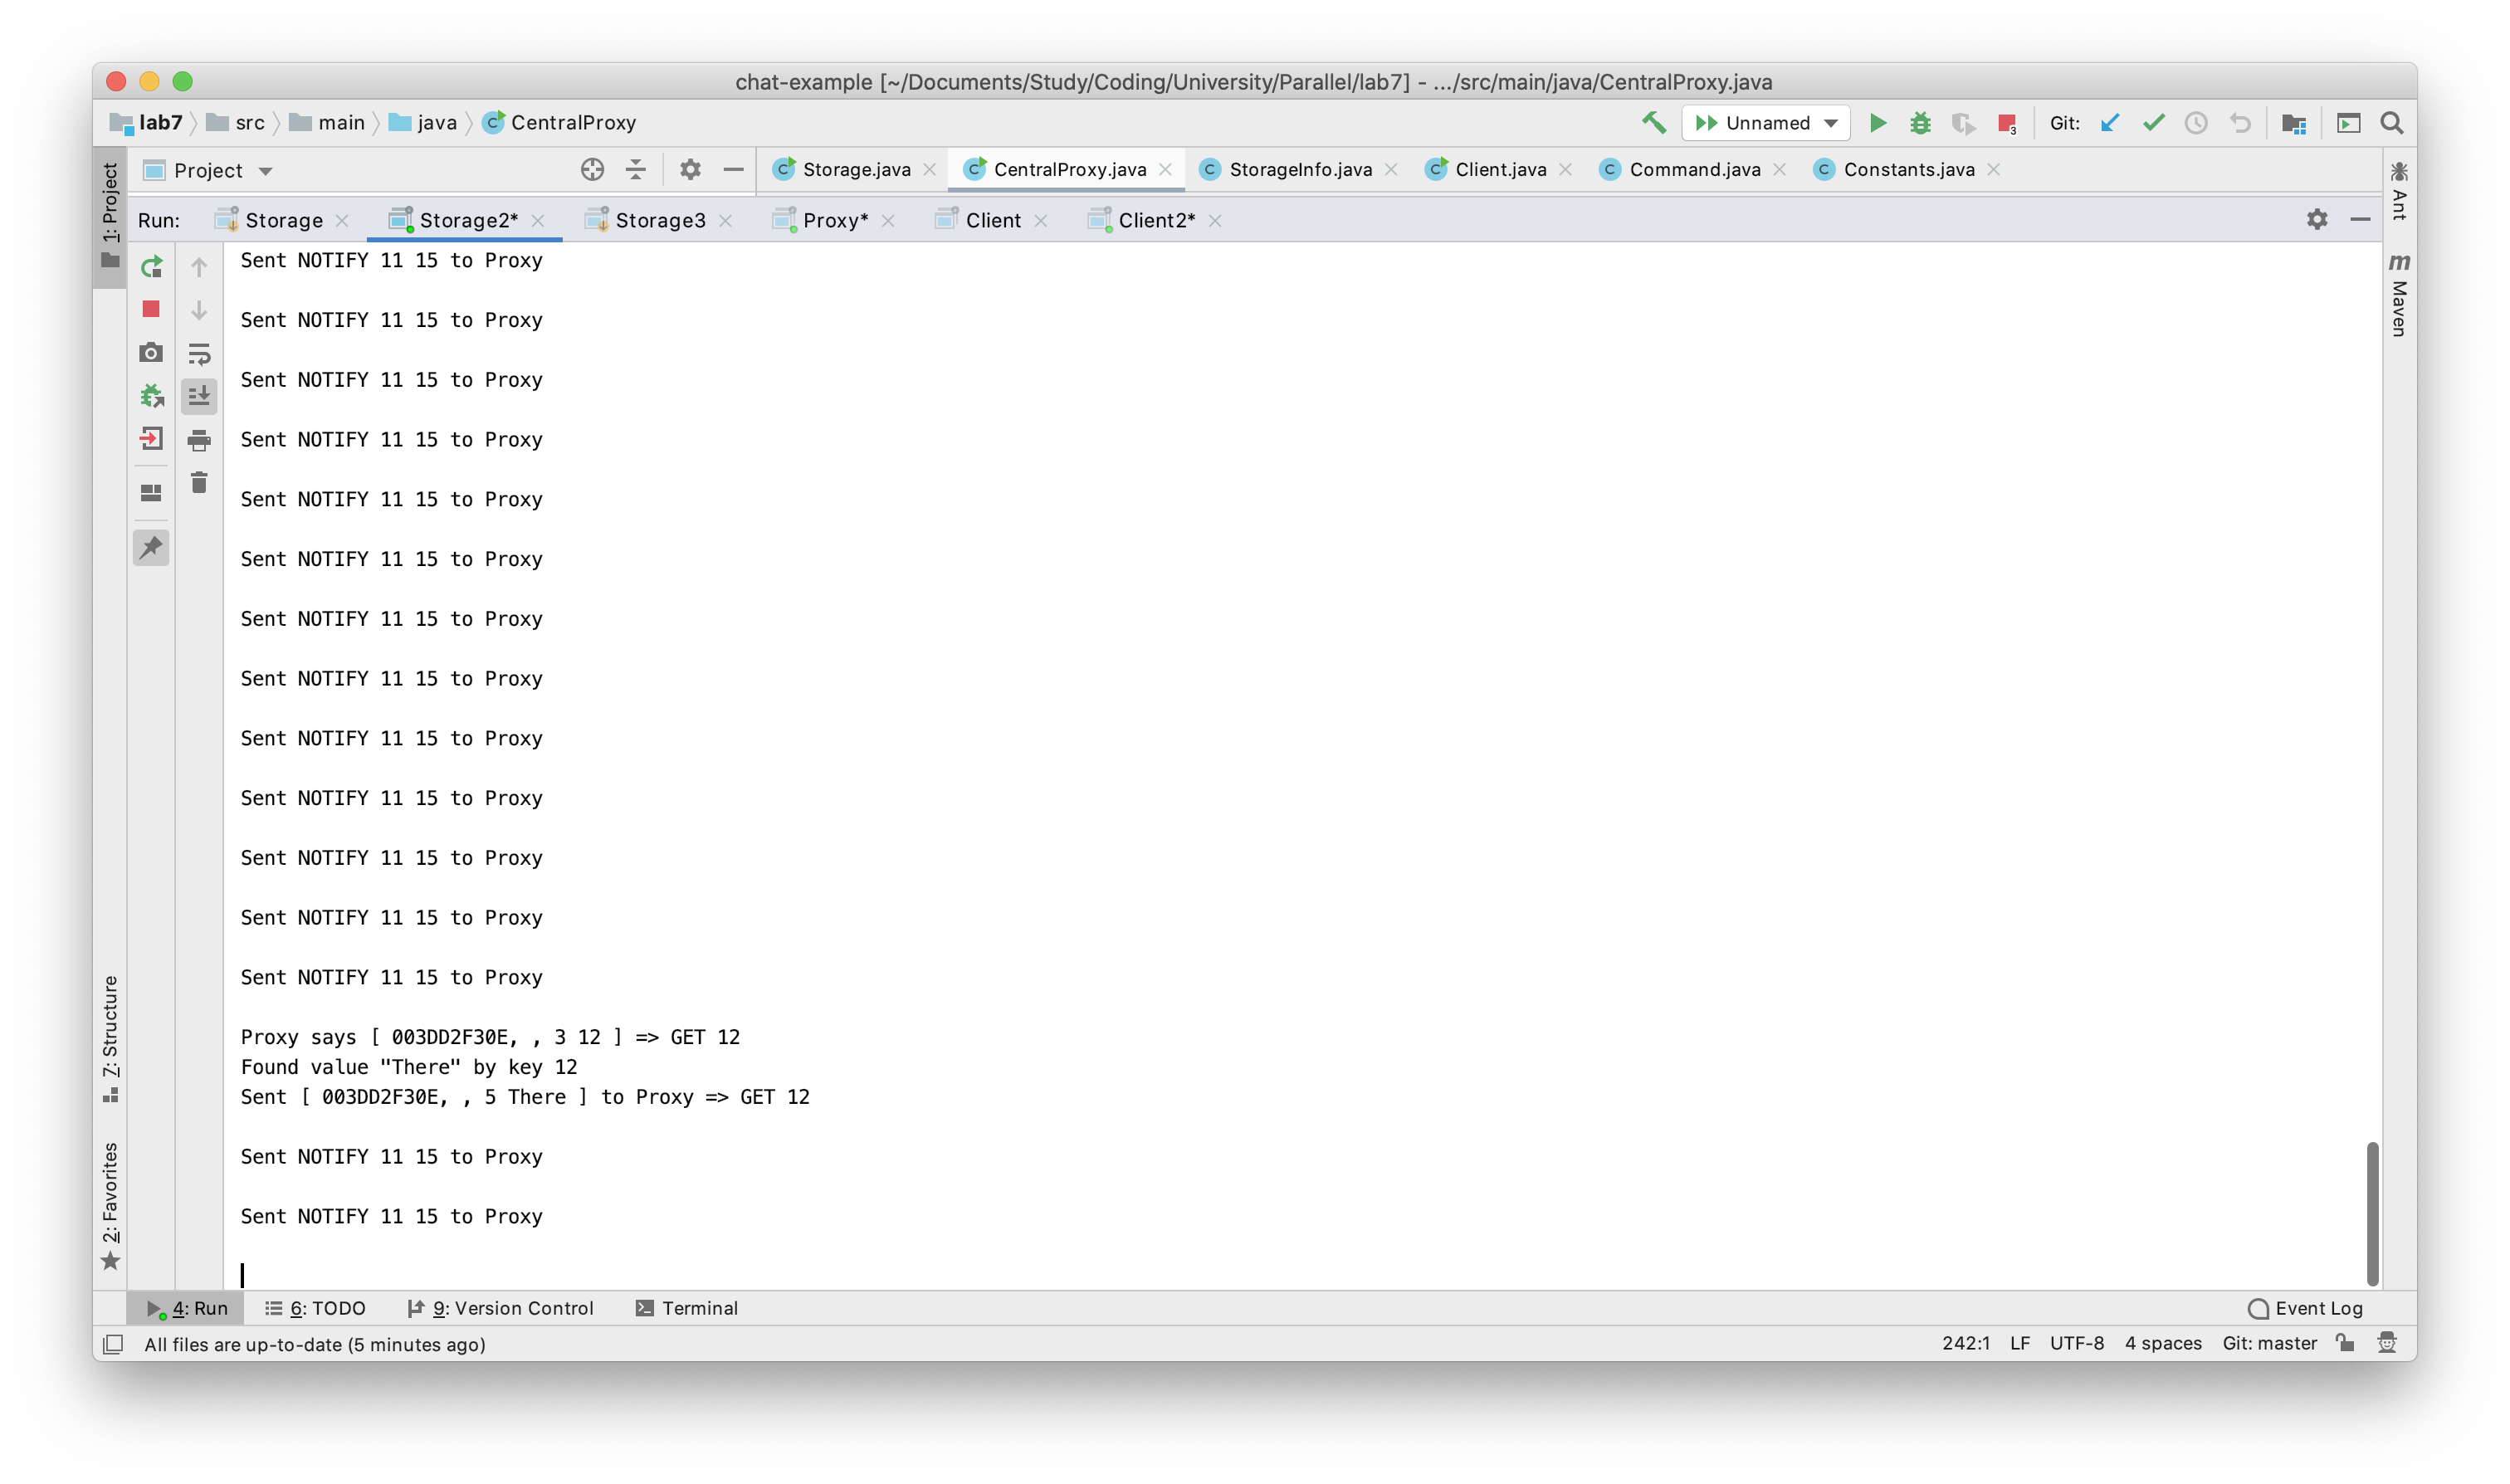 chat-example [~/Documents/Study/Coding/University/Parallel/lab7] - .../src/main/java/CentralProxy.java
lab7 src main java CentralProxy Unnamed 3 Git:
Project Storage.java CentralProxy.java StorageInfo.java Client.java Command.java Constants.java
Run: Storage Storage2* Storage3 Proxy* Client Client2*
1: Project
7: Structure
2: Favorites
Sent NOTIFY 11 15 to Proxy
Sent NOTIFY 11 15 to Proxy
Sent NOTIFY 11 15 to Proxy
Sent NOTIFY 11 15 to Proxy
Sent NOTIFY 11 15 to Proxy
Sent NOTIFY 11 15 to Proxy
Sent NOTIFY 11 15 to Proxy
Sent NOTIFY 11 15 to Proxy
Sent NOTIFY 11 15 to Proxy
Sent NOTIFY 11 15 to Proxy
Sent NOTIFY 11 15 to Proxy
Sent NOTIFY 11 15 to Proxy
Sent NOTIFY 11 15 to Proxy
Proxy says [ 003DD2F30E, , 3 12 ] => GET 12
Found value "There" by key 12
Sent [ 003DD2F30E, , 5 There ] to Proxy => GET 12
Sent NOTIFY 11 15 to Proxy
Sent NOTIFY 11 15 to Proxy
Ant
m Maven
4: Run 6: TODO 9: Version Control Terminal Event Log
All files are up-to-date (5 minutes ago) 242:1 LF UTF-8 4 spaces Git: master